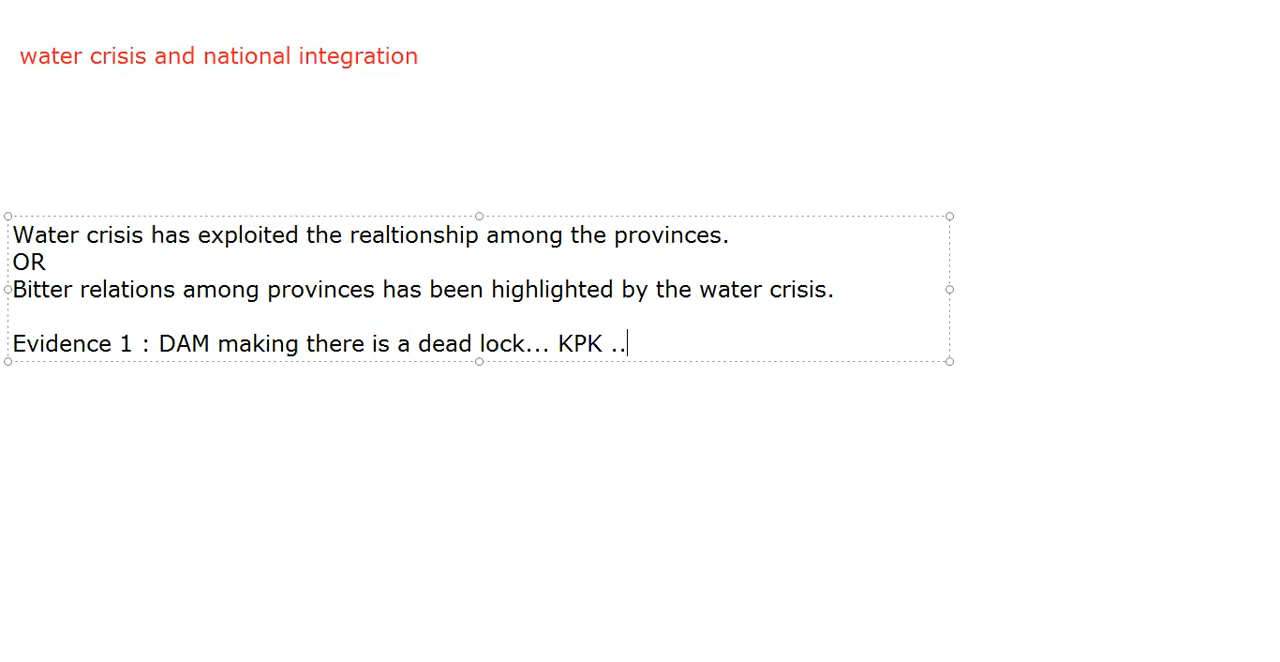 water crisis and national integration
Water crisis has exploited the realtionship among the provinces.
OR
Bitter relations among provinces has been highlighted by the water crisis.
Evidence 1 : DAM making there is a dead lock... KPK ..